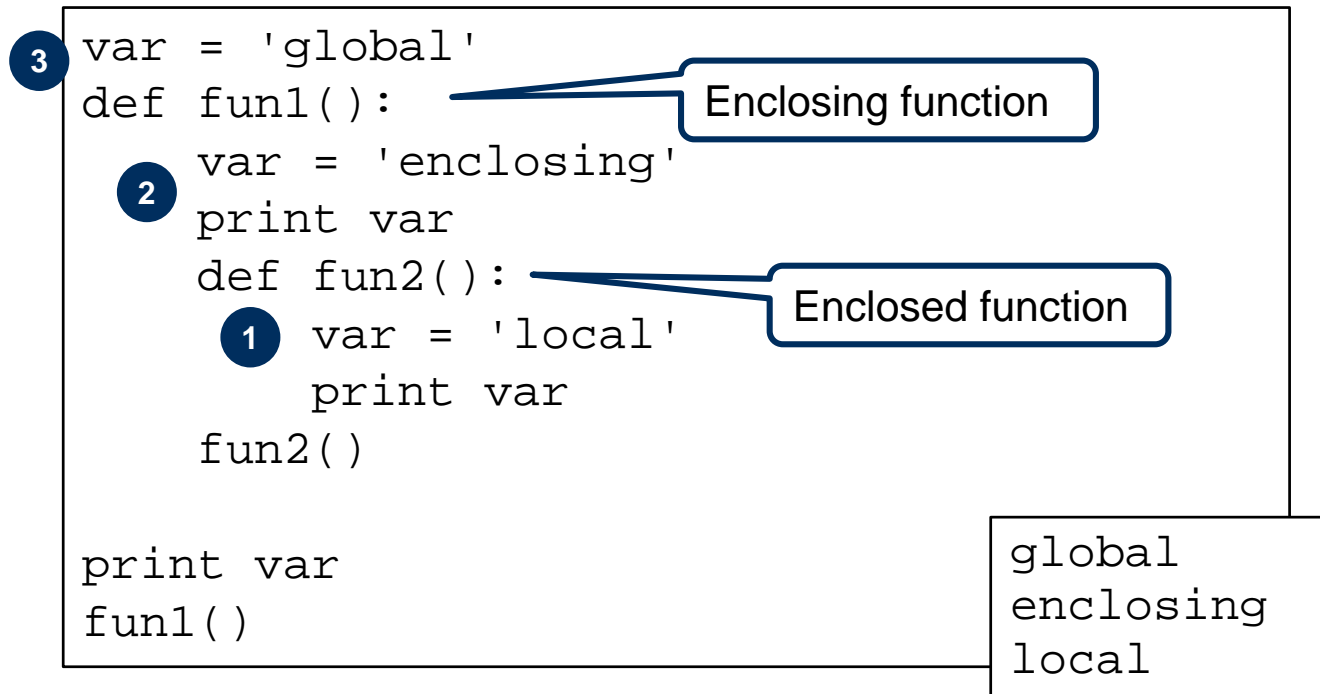 3
var = 'global'
def fun1():
Enclosing function
    var = 'enclosing'
2
    print var
    def fun2():
Enclosed function
1
        var = 'local'
        print var
    fun2()
print var
fun1()
global
enclosing
local